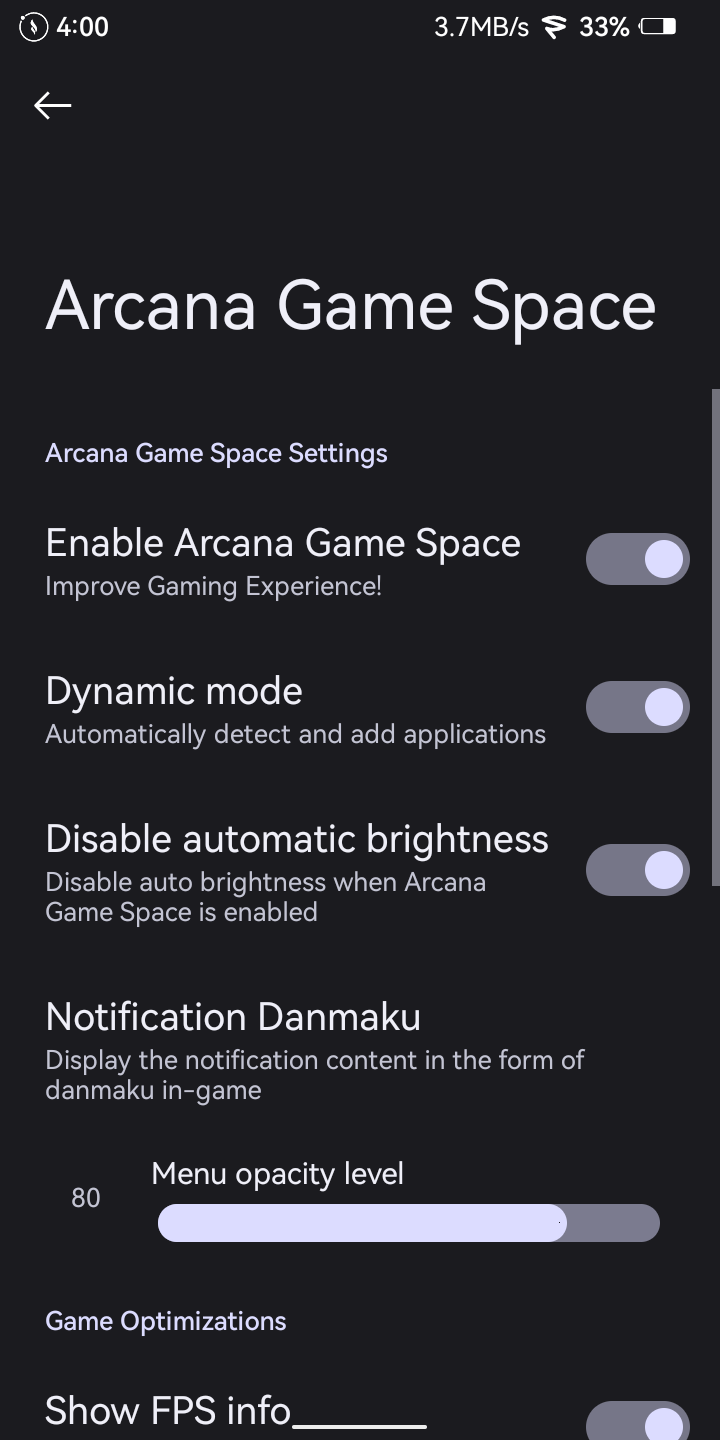 4:00 3.7MB/s 33%
Arcana Game Space
Arcana Game Space Settings
Enable Arcana Game Space
Improve Gaming Experience!
Dynamic mode
Automatically detect and add applications
Disable automatic brightness
Disable auto brightness when Arcana
Game Space is enabled
Notification Danmaku
Display the notification content in the form of
danmaku in-game
Menu opacity level
80
Game Optimizations
Show FPS info